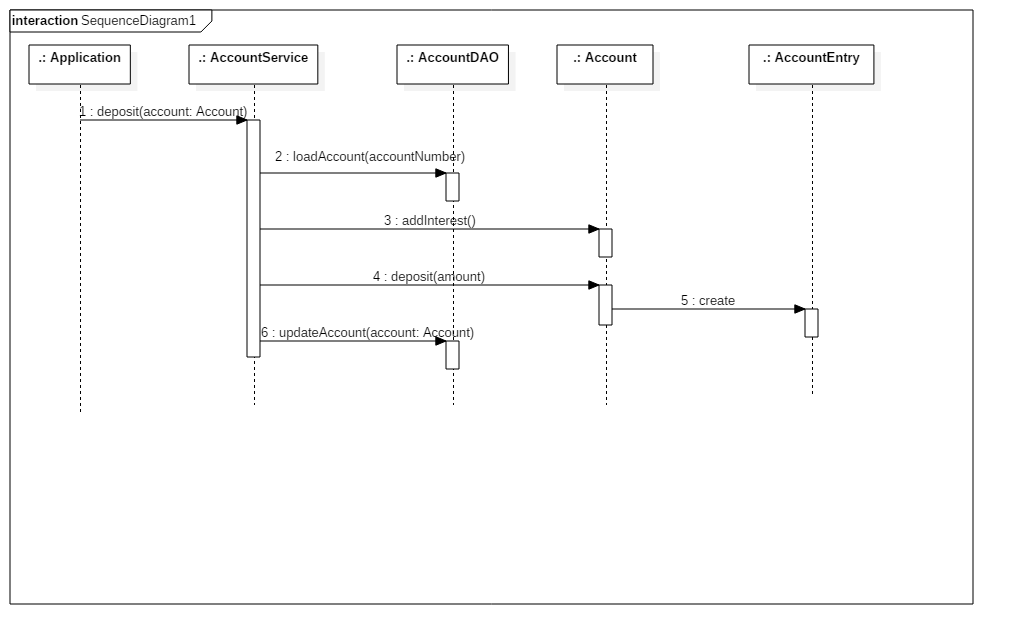 interaction SequenceDiagram1
.: Application
.: AccountService
.: AccountDAO
.: Account
.: AccountEntry
1 : deposit(account: Account)
2 : loadAccount(accountNumber)
3 : addInterest()
4 : deposit(amount)
5 : create
6 : updateAccount(account: Account)